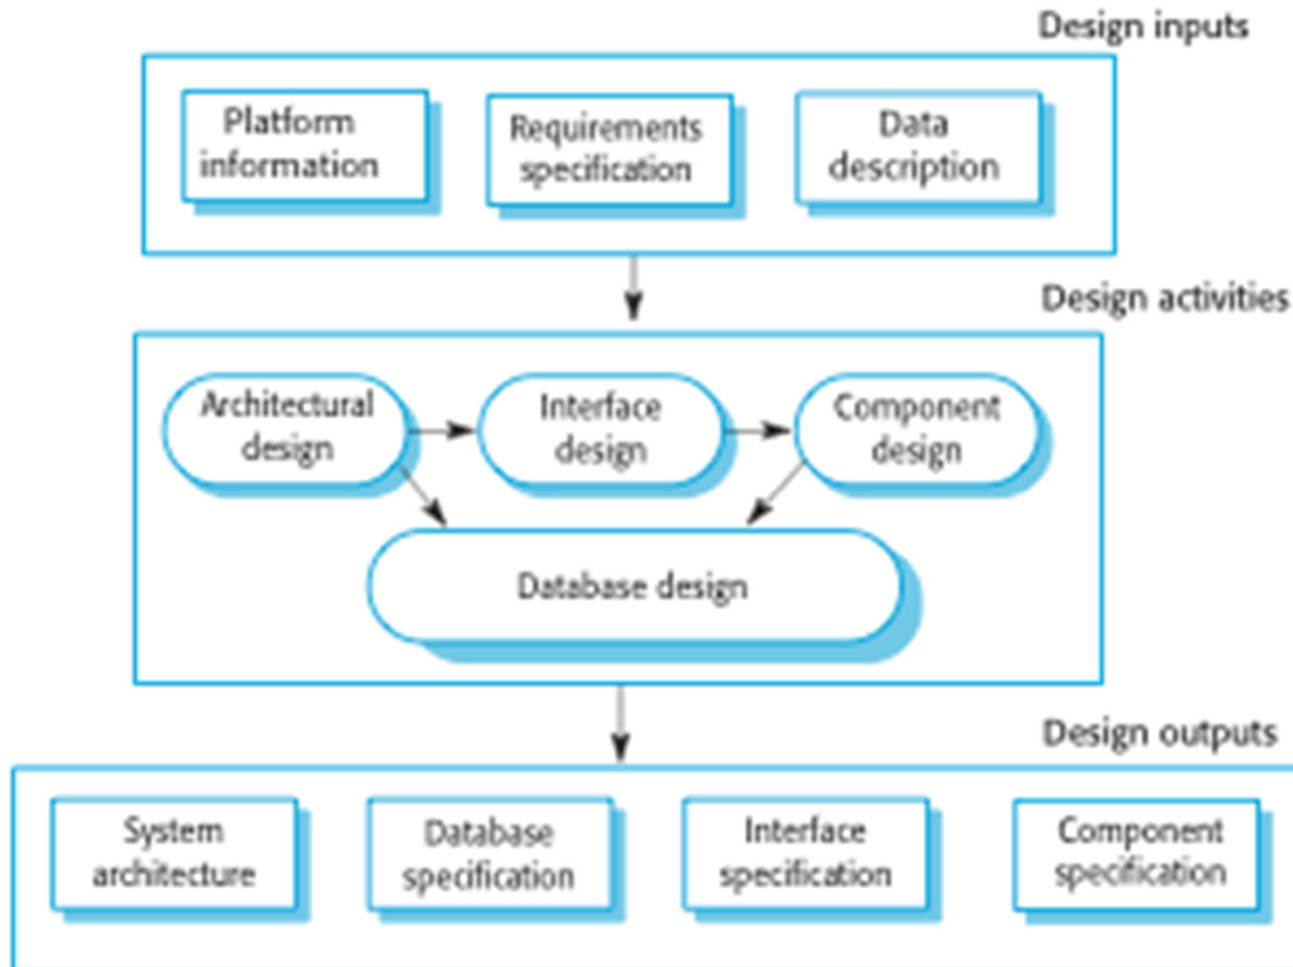 Design inputs
Platform
information
Requirements
specification
Data
description
Design activities
Architectural
design
Interface
design
Component
design
Database design
Design outputs
System
architecture
Database
specification
Interface
specification
Component
specification